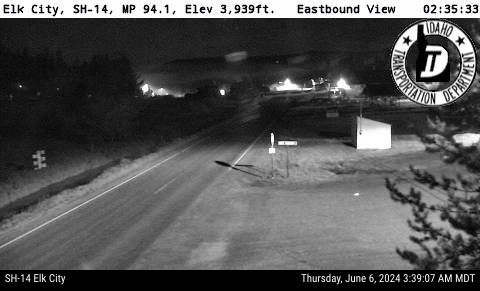 Elk City, SH-14, MP 94.1, Elev 3,939ft. Eastbound View 02:35:33
IDAHO
TRANSPORTATION DEPARTMENT
SH-14 Elk City Thursday, June 6, 2024 3:39:07 AM MDT